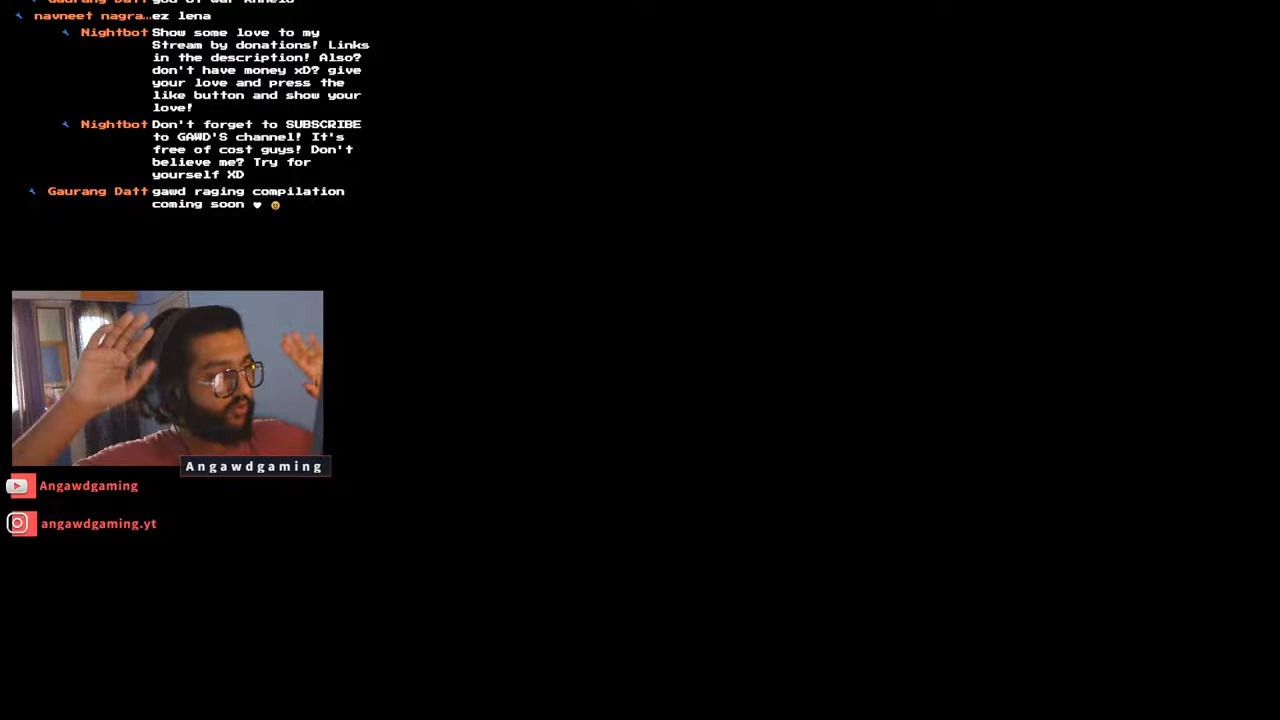 navneet nagra…ez lena
Nightbot Show some love to my
Stream by donations! Links
in the description! Also?
don't have money xD? give
your love and press the
like button and show your
love!
Nightbot Don't forget to SUBSCRIBE
to GAWD'S channel! It's
free of cost guys! Don't
believe me? Try for
yourself XD
Gaurang Datt gawd raging compilation
coming soon
Angawdgaming
Angawdgaming
angawdgaming.yt